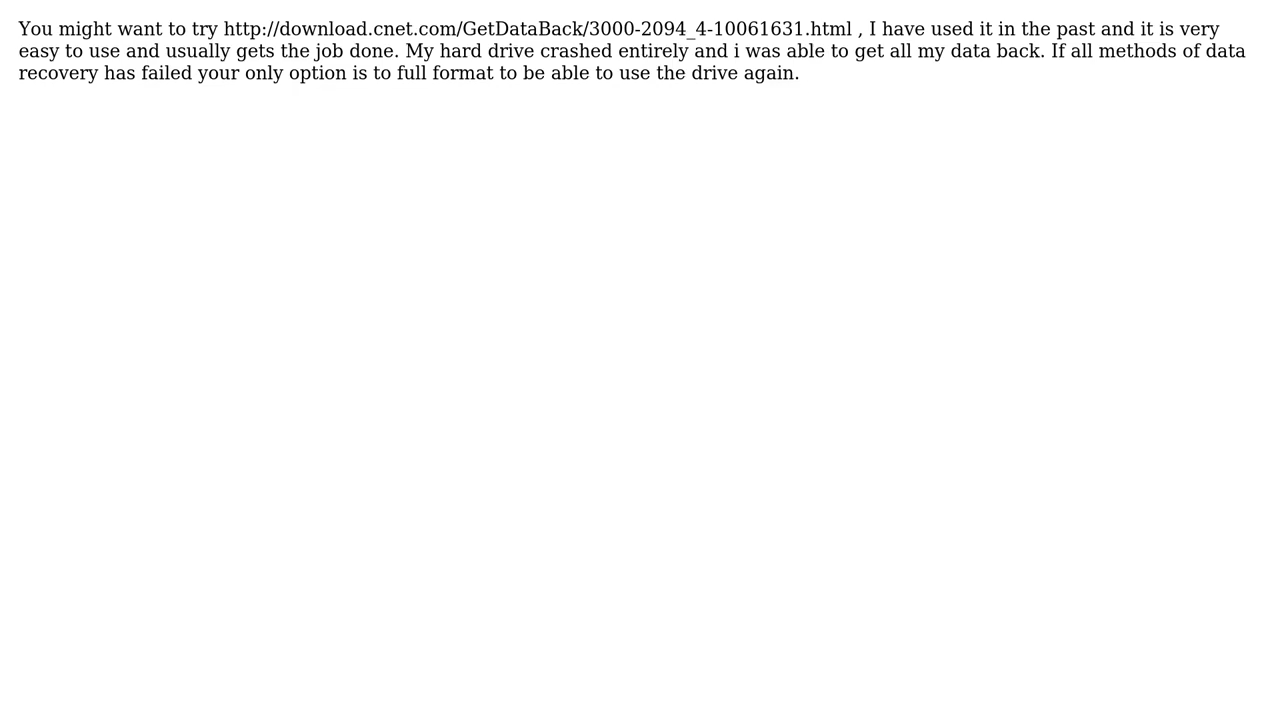 You might want to try http://download.cnet.com/GetDataBack/3000-2094_4-10061631.html , I have used it in the past and it is very
easy to use and usually gets the job done. My hard drive crashed entirely and i was able to get all my data back. If all methods of data
recovery has failed your only option is to full format to be able to use the drive again.